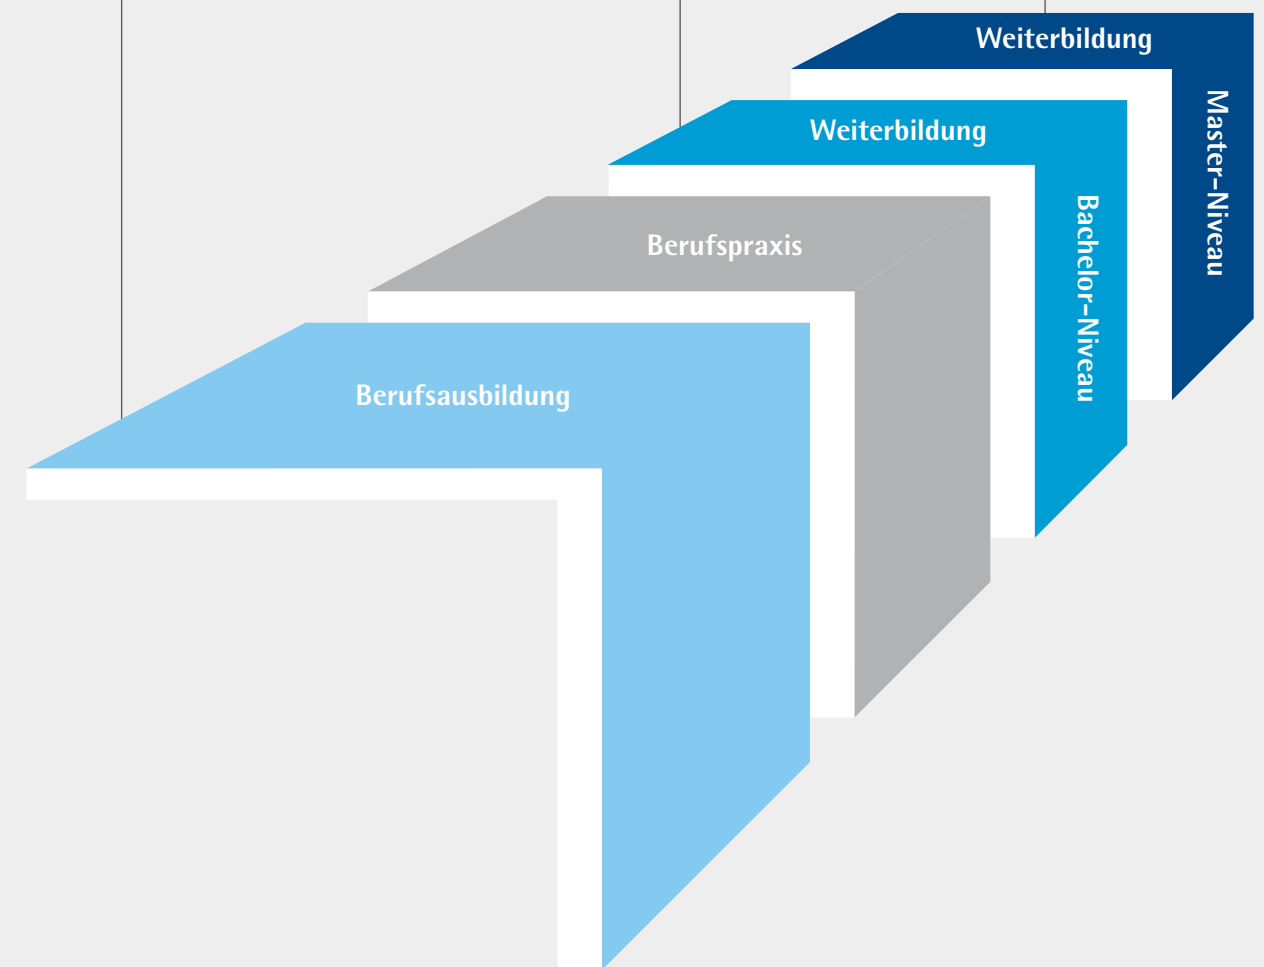 Weiterbildung
Master-Niveau
Weiterbildung
Bachelor-Niveau
Berufspraxis
Berufsausbildung